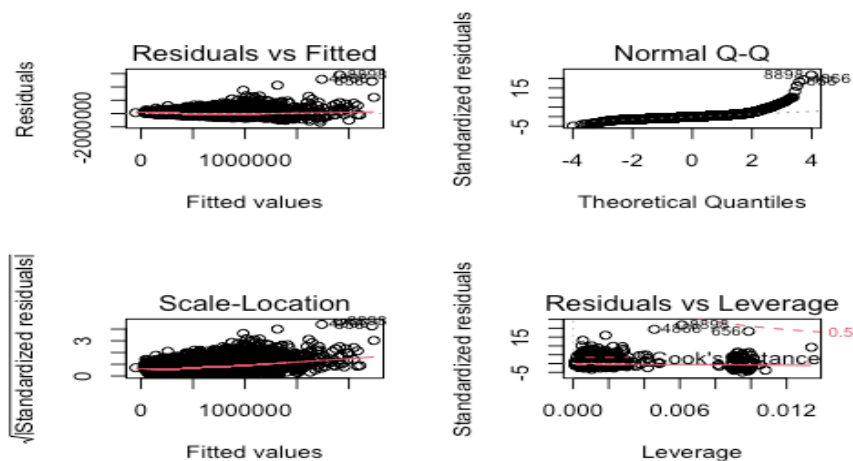 Residuals vs Fitted
Residuals
-2000000
8898
0 1000000
Fitted values
Normal Q-Q
Standardized residuals
-5 15
8898
-4 -2 0 2 4
Theoretical Quantiles
Scale-Location
√|Standardized residuals|
0 3
0 1000000
Fitted values
Residuals vs Leverage
Standardized residuals
-5 15
4866 8898
656
0.5
Cook's distance
0.000 0.006 0.012
Leverage